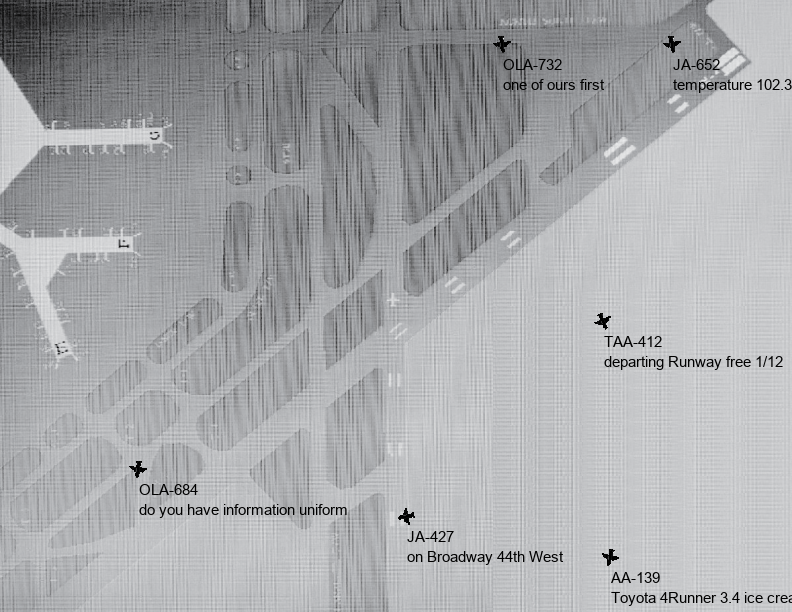 OLA-732
one of ours first
JA-652
temperature 102.3
G
F
E
TAA-412
departing Runway free 1/12
OLA-684
do you have information uniform
JA-427
on Broadway 44th West
AA-139
Toyota 4Runner 3.4 ice crea